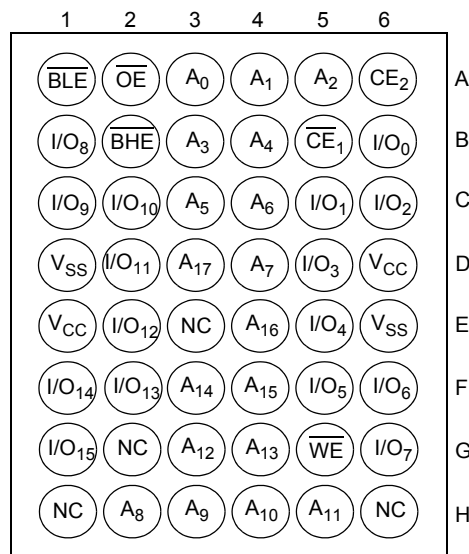 1 2 3 4 5 6
BLE OE A0 A1 A2 CE2 A
I/O8 BHE A3 A4 CE1 I/O0 B
I/O9 I/O10 A5 A6 I/O1 I/O2 C
VSS I/O11 A17 A7 I/O3 VCC D
VCC I/O12 NC A16 I/O4 VSS E
I/O14 I/O13 A14 A15 I/O5 I/O6 F
I/O15 NC A12 A13 WE I/O7 G
NC A8 A9 A10 A11 NC H